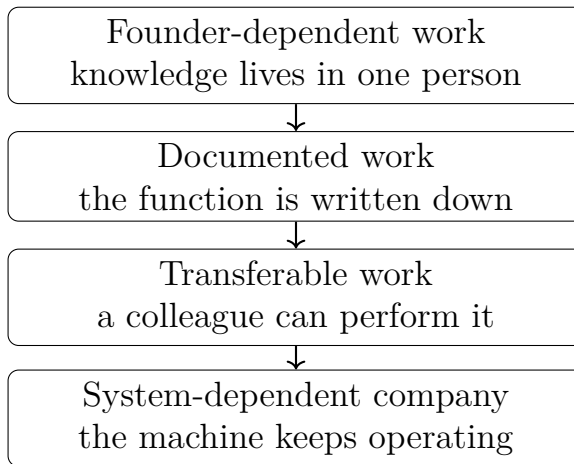 Founder-dependent work
knowledge lives in one person
Documented work
the function is written down
Transferable work
a colleague can perform it
System-dependent company
the machine keeps operating